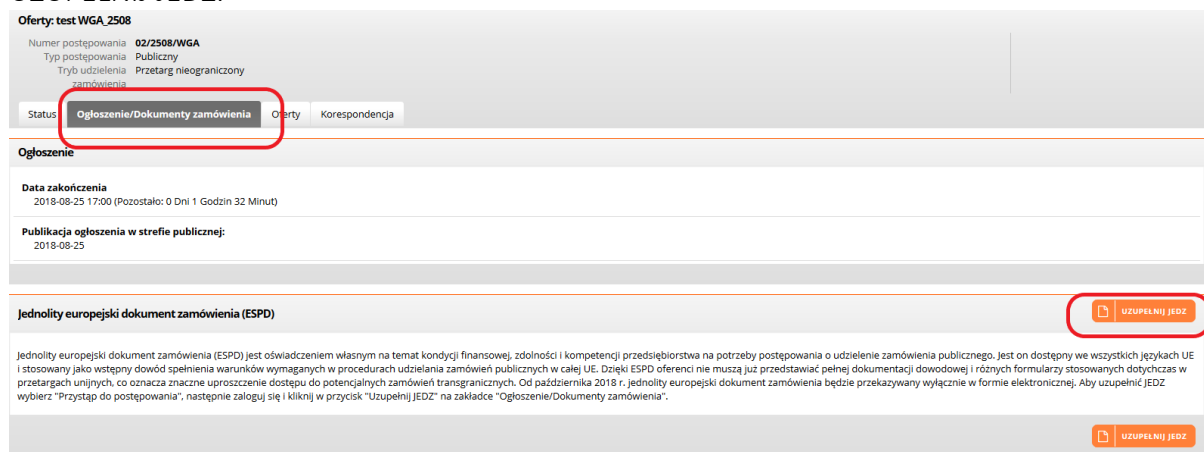 Oferty: test WGA_2508
Numer postępowania 02/2508/WGA
Typ postępowania Publiczny
Tryb udzielenia zamówienia Przetarg nieograniczony
Status Ogłoszenie/Dokumenty zamówienia Oferty Korespondencja
Ogłoszenie
Data zakończenia
2018-08-25 17:00 (Pozostało: 0 Dni 1 Godzin 32 Minut)
Publikacja ogłoszenia w strefie publicznej:
2018-08-25
Jednolity europejski dokument zamówienia (ESPD) UZUPEŁNIJ JEDZ
Jednolity europejski dokument zamówienia (ESPD) jest oświadczeniem własnym na temat kondycji finansowej, zdolności i kompetencji przedsiębiorstwa na potrzeby postępowania o udzielenie zamówienia publicznego. Jest on dostępny we wszystkich językach UE
i stosowany jako wstępny dowód spełnienia warunków wymaganych w procedurach udzielania zamówień publicznych w całej UE. Dzięki ESPD oferenci nie muszą już przedstawiać pełnej dokumentacji dowodowej i różnych formularzy stosowanych dotychczas w
przetargach unijnych, co oznacza znaczne uproszczenie dostępu do potencjalnych zamówień transgranicznych. Od października 2018 r. jednolity europejski dokument zamówienia będzie przekazywany wyłącznie w formie elektronicznej. Aby uzupełnić JEDZ
wybierz "Przystąp do postępowania", następnie zaloguj się i kliknij w przycisk "Uzupełnij JEDZ" na zakładce "Ogłoszenie/Dokumenty zamówienia".
UZUPEŁNIJ JEDZ